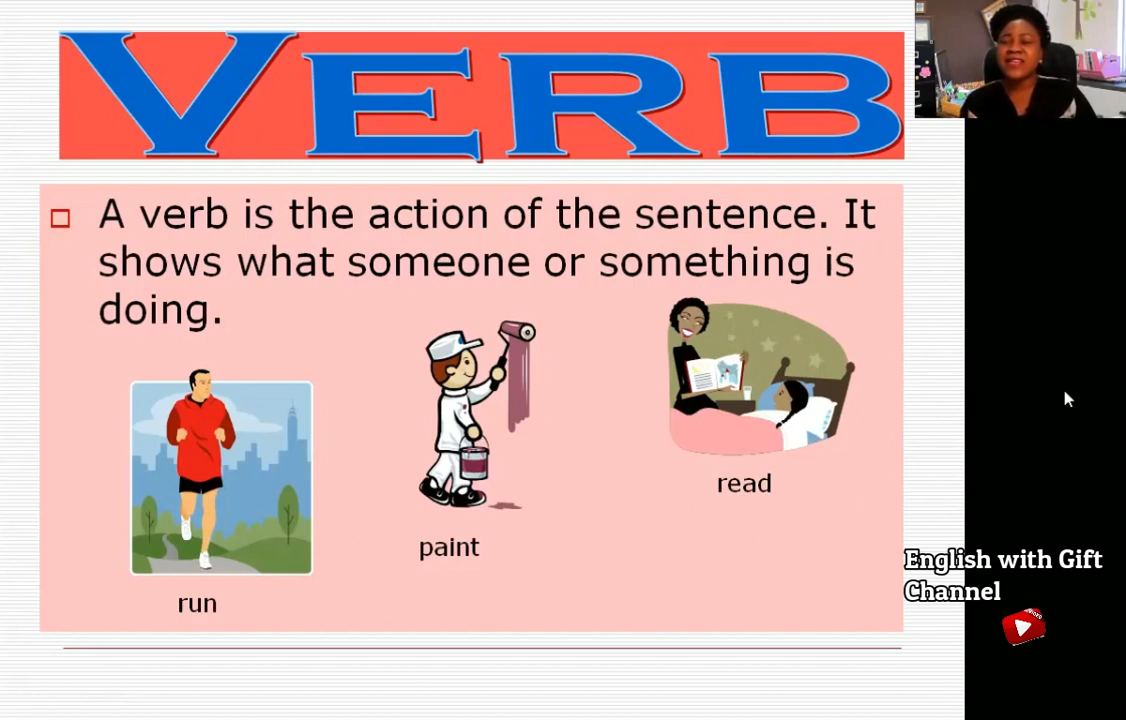 VERB
A verb is the action of the sentence. It
shows what someone or something is
doing.
run
paint
read
English with Gift
Channel